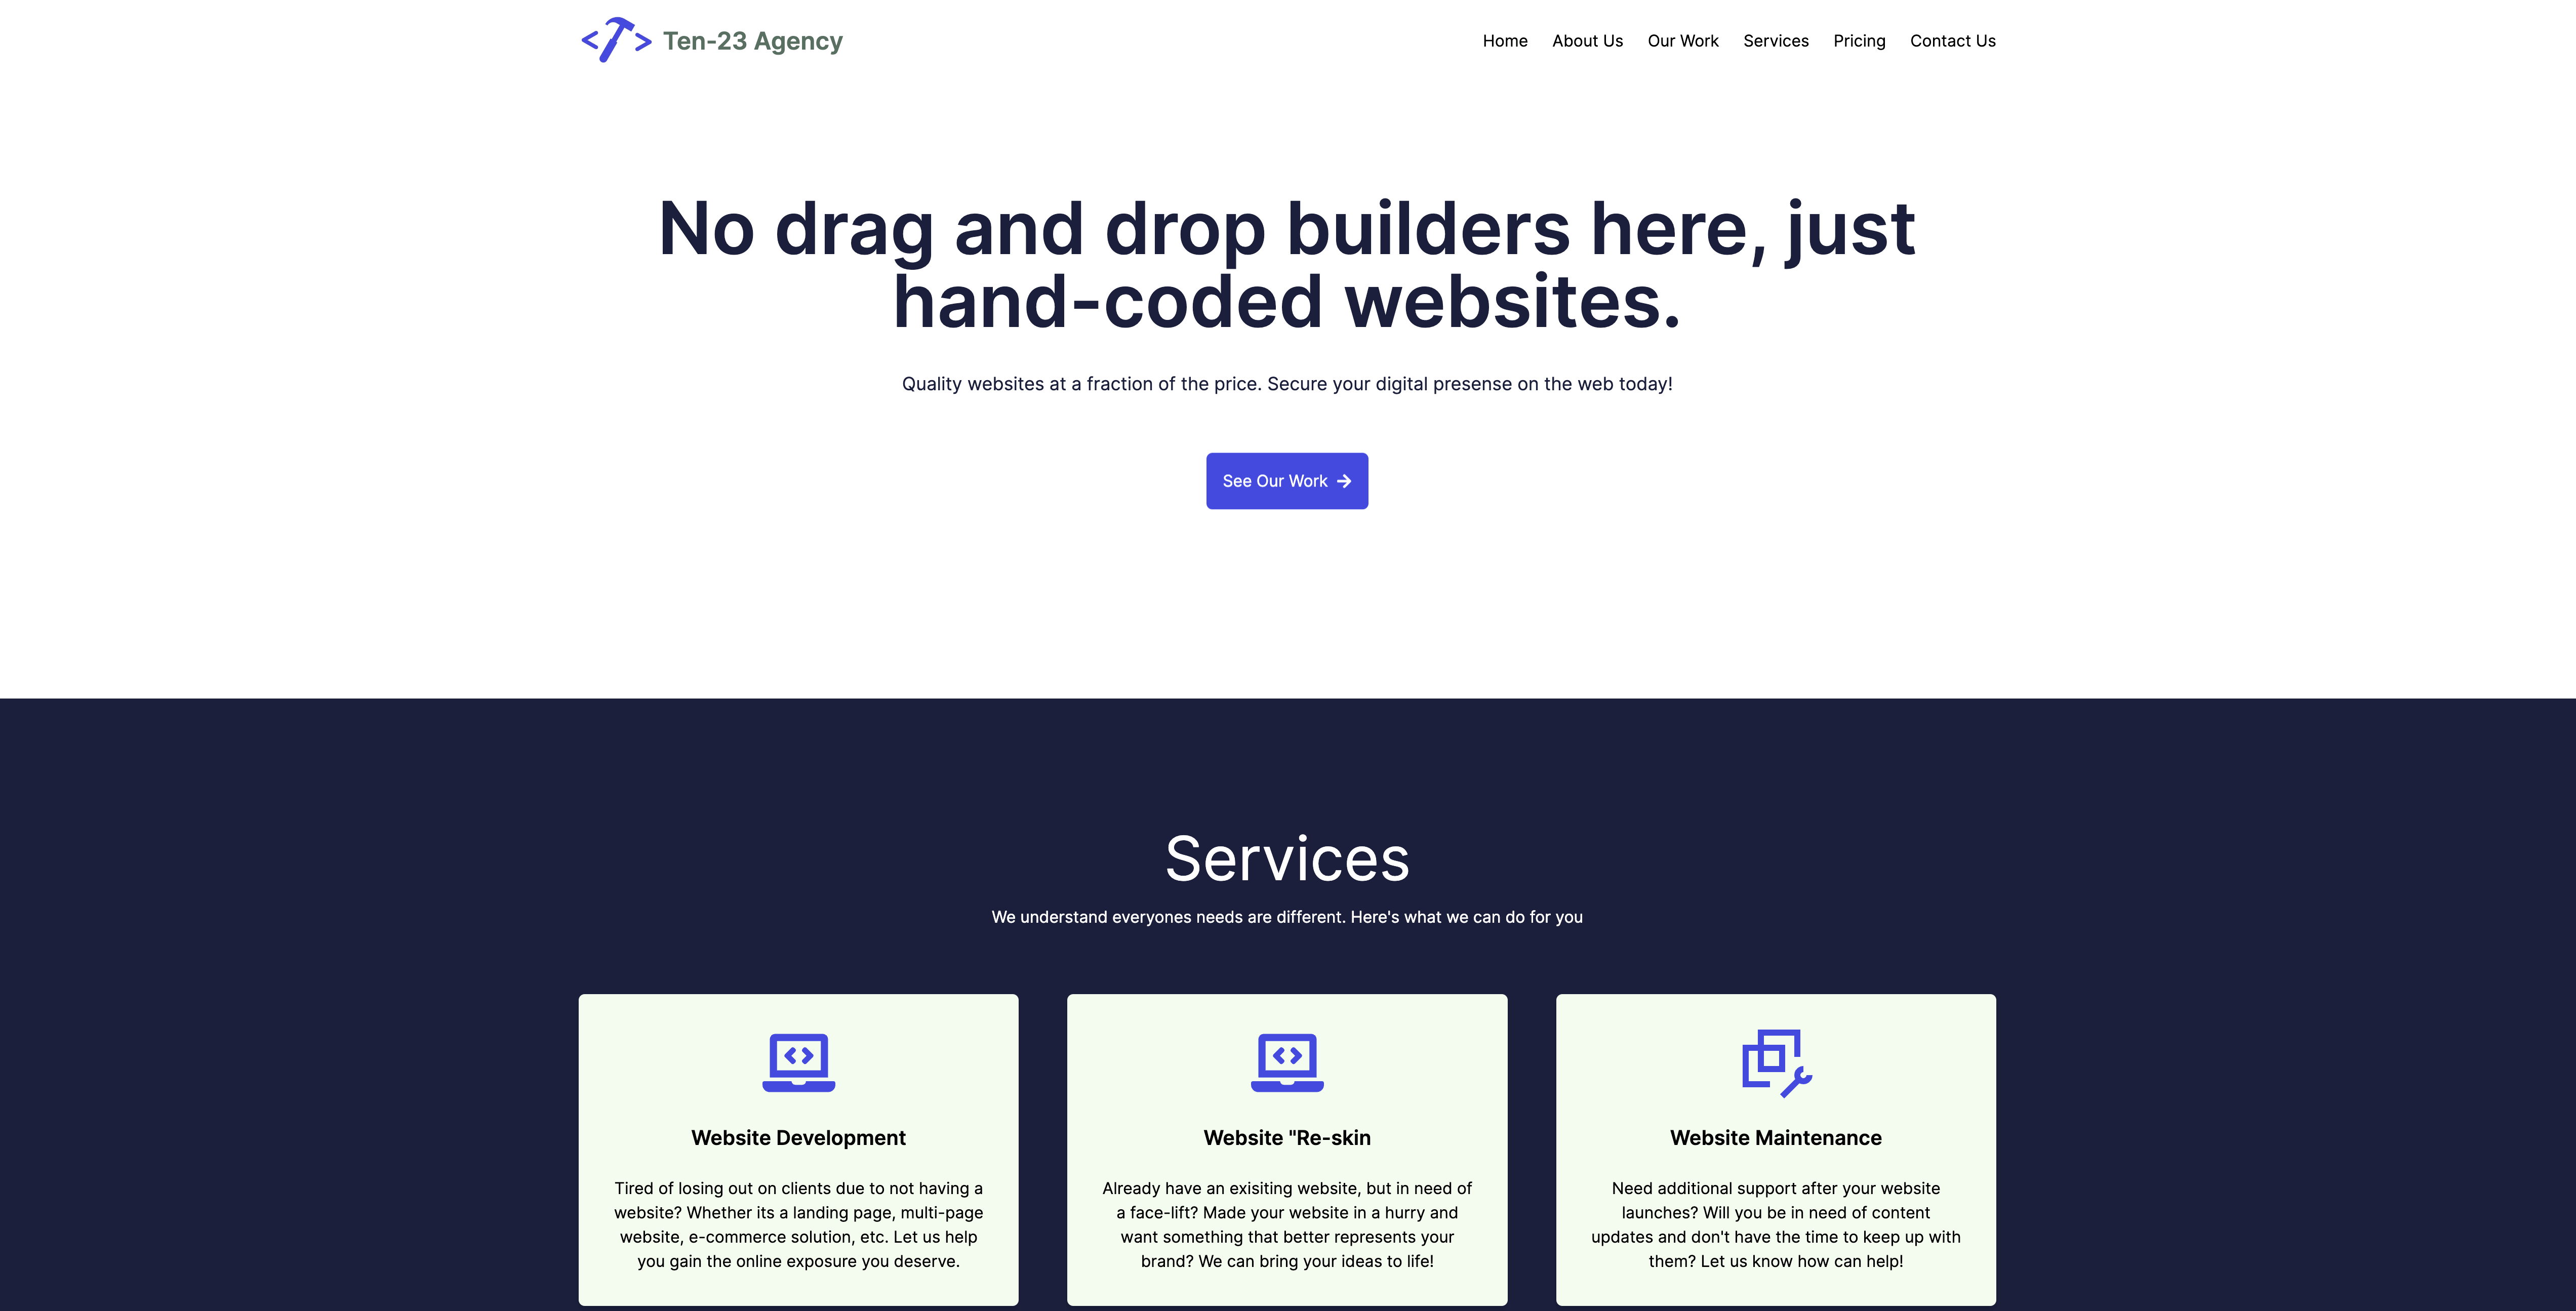 Ten-23 Agency
Home About Us Our Work Services Pricing Contact Us
No drag and drop builders here, just
hand-coded websites.
Quality websites at a fraction of the price. Secure your digital presense on the web today!
See Our Work
Services
We understand everyones needs are different. Here's what we can do for you
Website Development
Tired of losing out on clients due to not having a
website? Whether its a landing page, multi-page
website, e-commerce solution, etc. Let us help
you gain the online exposure you deserve.
Website "Re-skin
Already have an exisiting website, but in need of
a face-lift? Made your website in a hurry and
want something that better represents your
brand? We can bring your ideas to life!
Website Maintenance
Need additional support after your website
launches? Will you be in need of content
updates and don't have the time to keep up with
them? Let us know how can help!